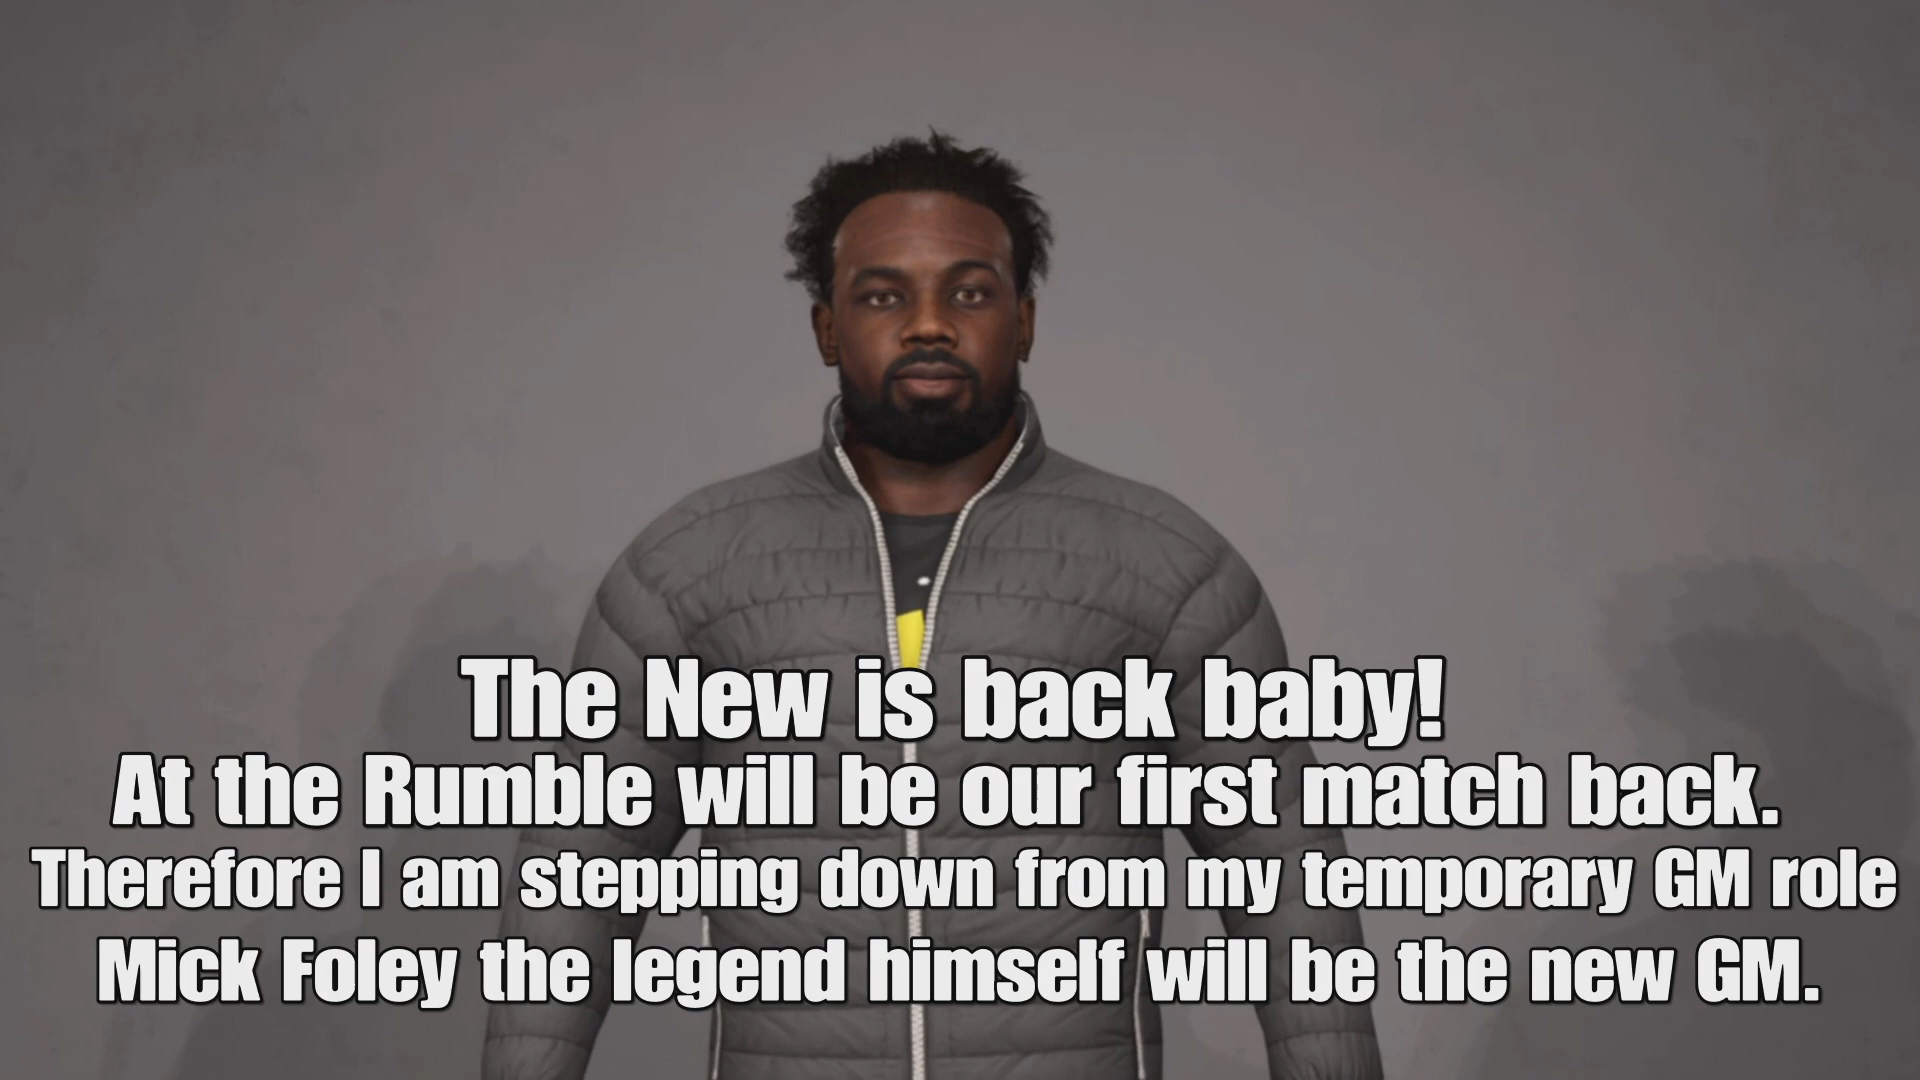 The New is back baby!
At the Rumble will be our first match back.
Therefore I am stepping down from my temporary GM role
Mick Foley the legend himself will be the new GM.